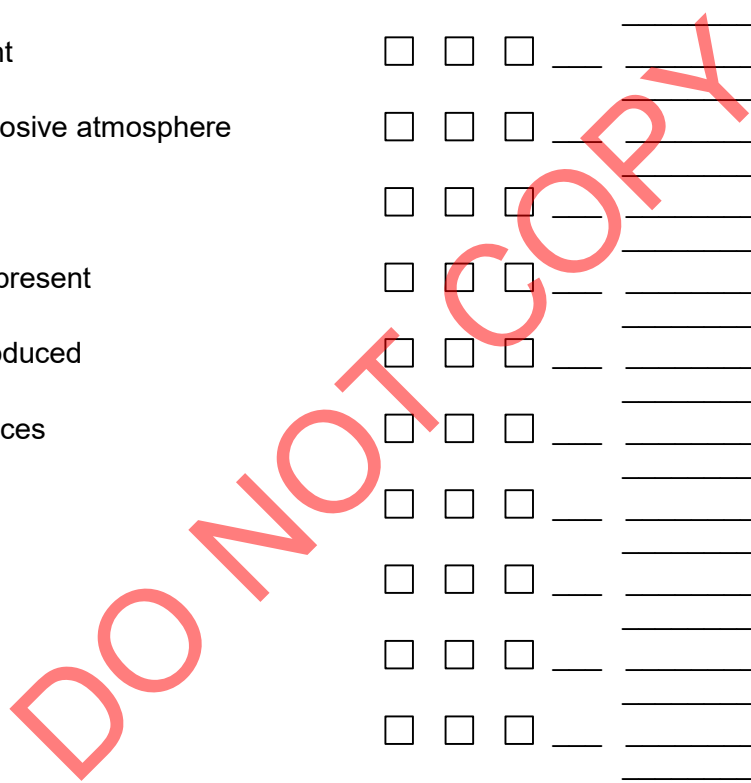 nt
osive atmosphere
present
oduced
ces
DO NOT COPY